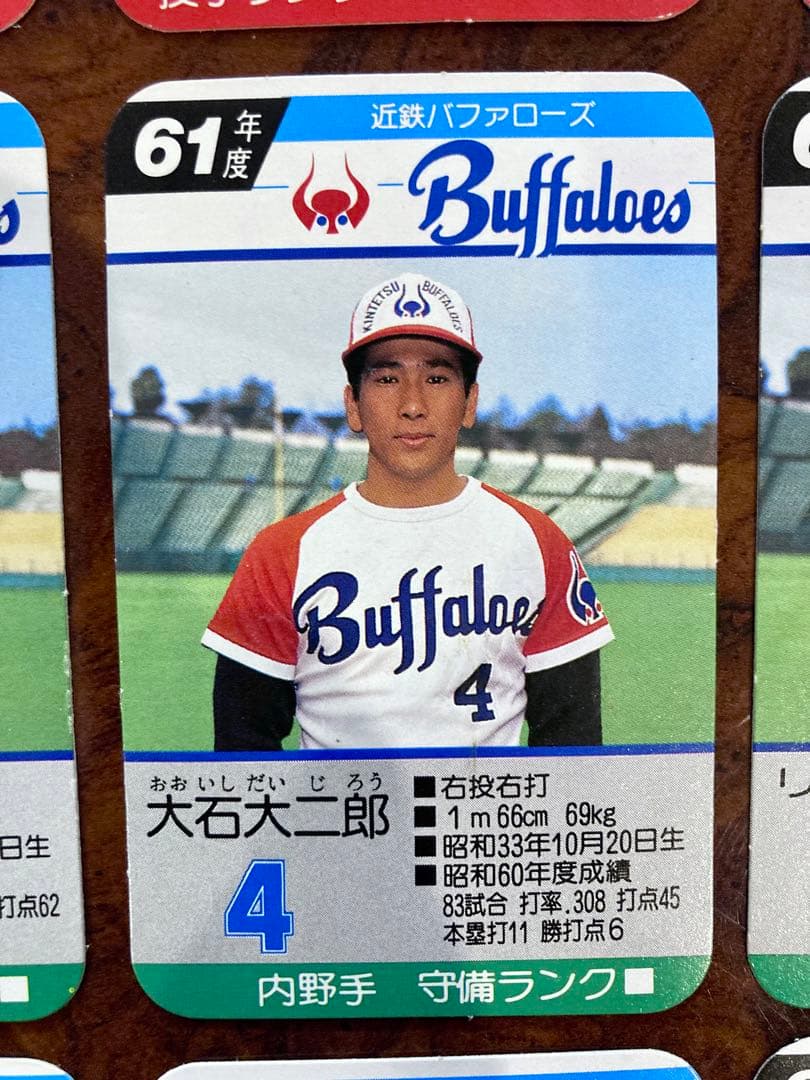 61年度
近鉄バファローズ
Buffaloes
KINTETSU BUFFALOES
Buffaloes
4
おおいしだいじろう
大石大二郎
4
■右投右打
■1m66cm 69kg
■昭和33年10月20日生
■昭和60年度成績
83試合 打率.308 打点45
本塁打11 勝打点6
内野手 守備ランク■
日生
打点62
リ